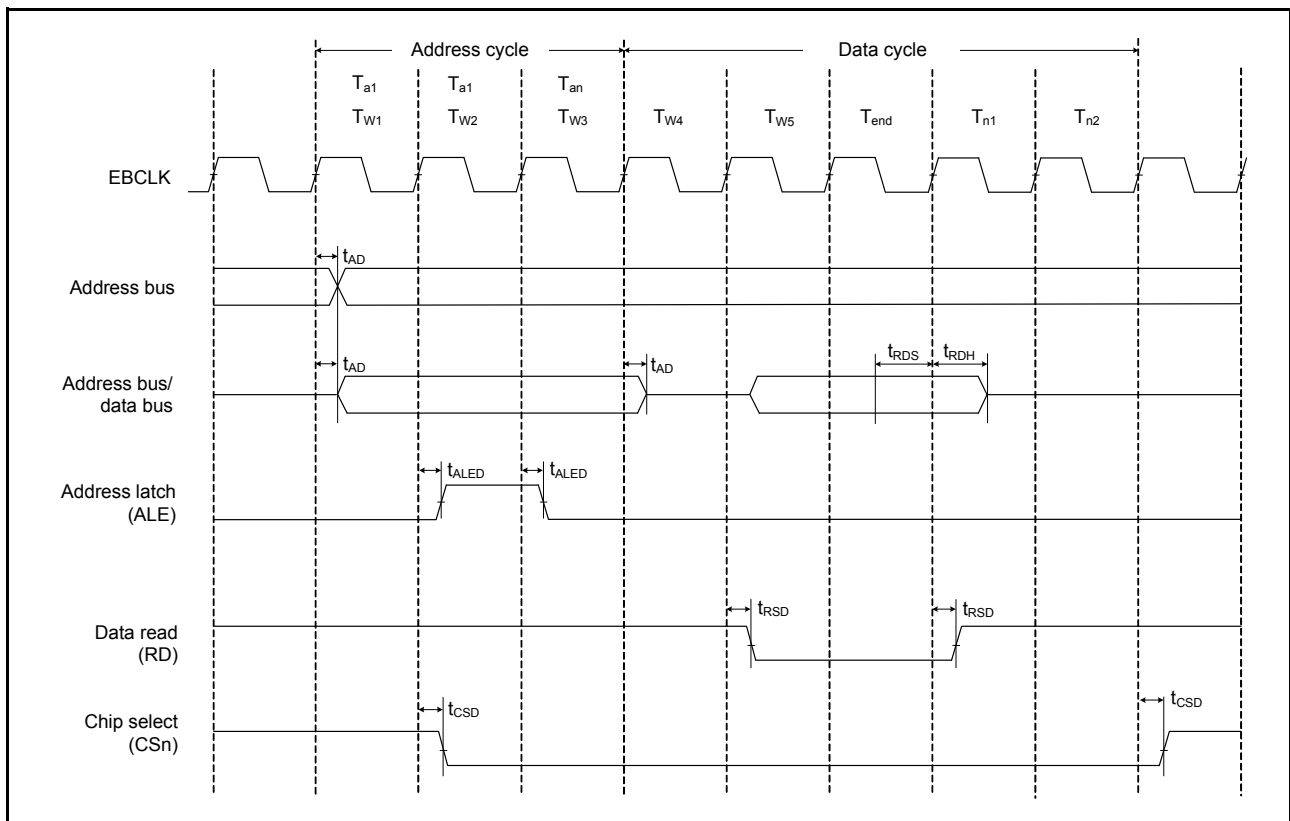 Address cycle Data cycle
Ta1 Ta1 Tan
TW1 TW2 TW3 TW4 TW5 Tend Tn1 Tn2
EBCLK
tAD
Address bus
tAD tAD tRDS tRDH
Address bus/
data bus
tALED tALED
Address latch
(ALE)
tRSD tRSD
Data read
(RD)
tCSD tCSD
Chip select
(CSn)